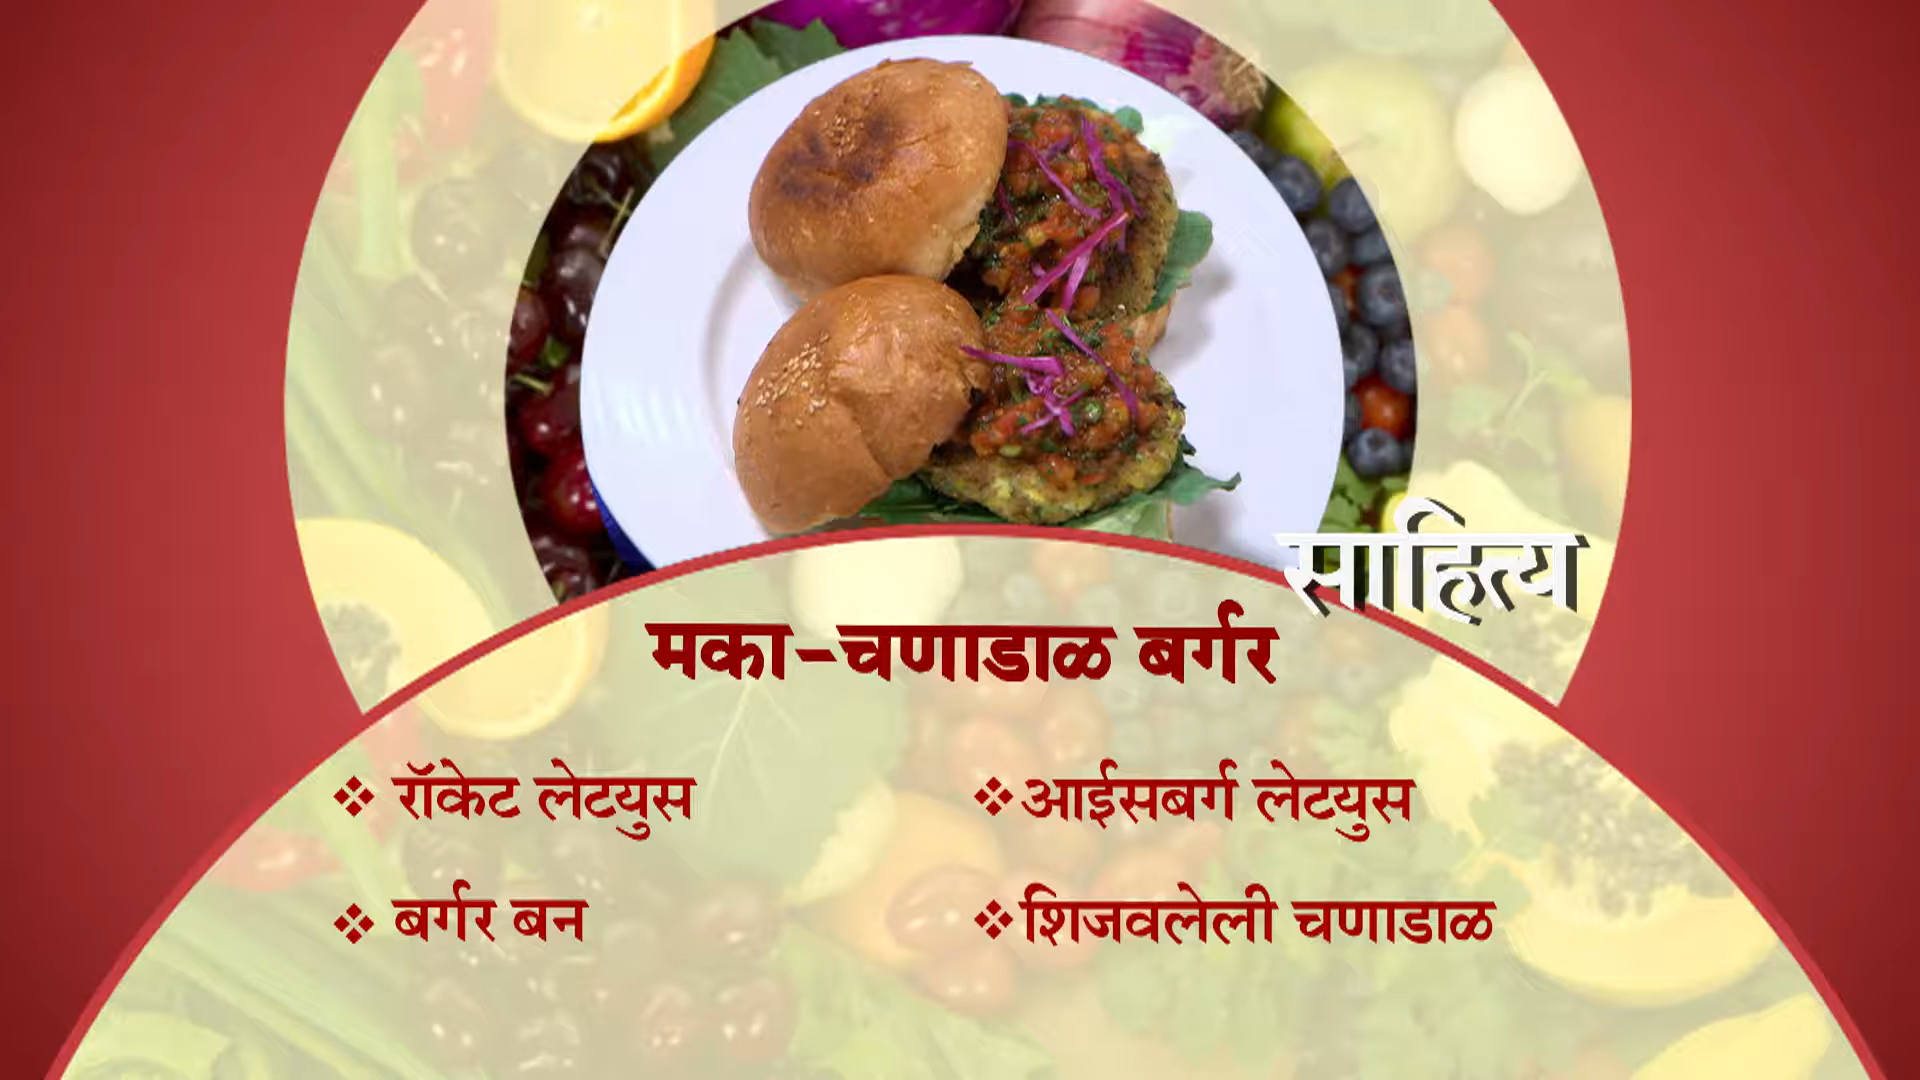 साहित्य
मका-चणाडाळ बर्गर
❖ रॉकेट लेटयुस
❖ आईसबर्ग लेटयुस
❖ बर्गर बन
❖ शिजवलेली चणाडाळ